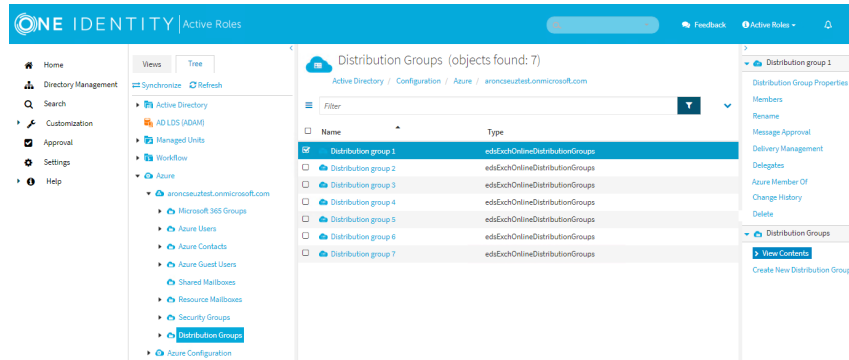 ONE IDENTITY Active Roles
Feedback
Active Roles
Home
Directory Management
Search
Customization
Approval
Settings
Help
Views
Tree
Synchronize Refresh
Active Directory
AD LDS (ADAM)
Managed Units
Workflow
Azure
aroncseuztest.onmicrosoft.com
Microsoft 365 Groups
Azure Users
Azure Contacts
Azure Guest Users
Shared Mailboxes
Resource Mailboxes
Security Groups
Distribution Groups
Azure Configuration
Distribution Groups (objects found: 7)
Active Directory / Configuration / Azure / aroncseuztest.onmicrosoft.com
Filter
Name Type
Distribution group 1 edsExchOnlineDistributionGroups
Distribution group 2 edsExchOnlineDistributionGroups
Distribution group 3 edsExchOnlineDistributionGroups
Distribution group 4 edsExchOnlineDistributionGroups
Distribution group 5 edsExchOnlineDistributionGroups
Distribution group 6 edsExchOnlineDistributionGroups
Distribution group 7 edsExchOnlineDistributionGroups
Distribution group 1
Distribution Group Properties
Members
Rename
Message Approval
Delivery Management
Delegates
Azure Member Of
Change History
Delete
Distribution Groups
View Contents
Create New Distribution Group